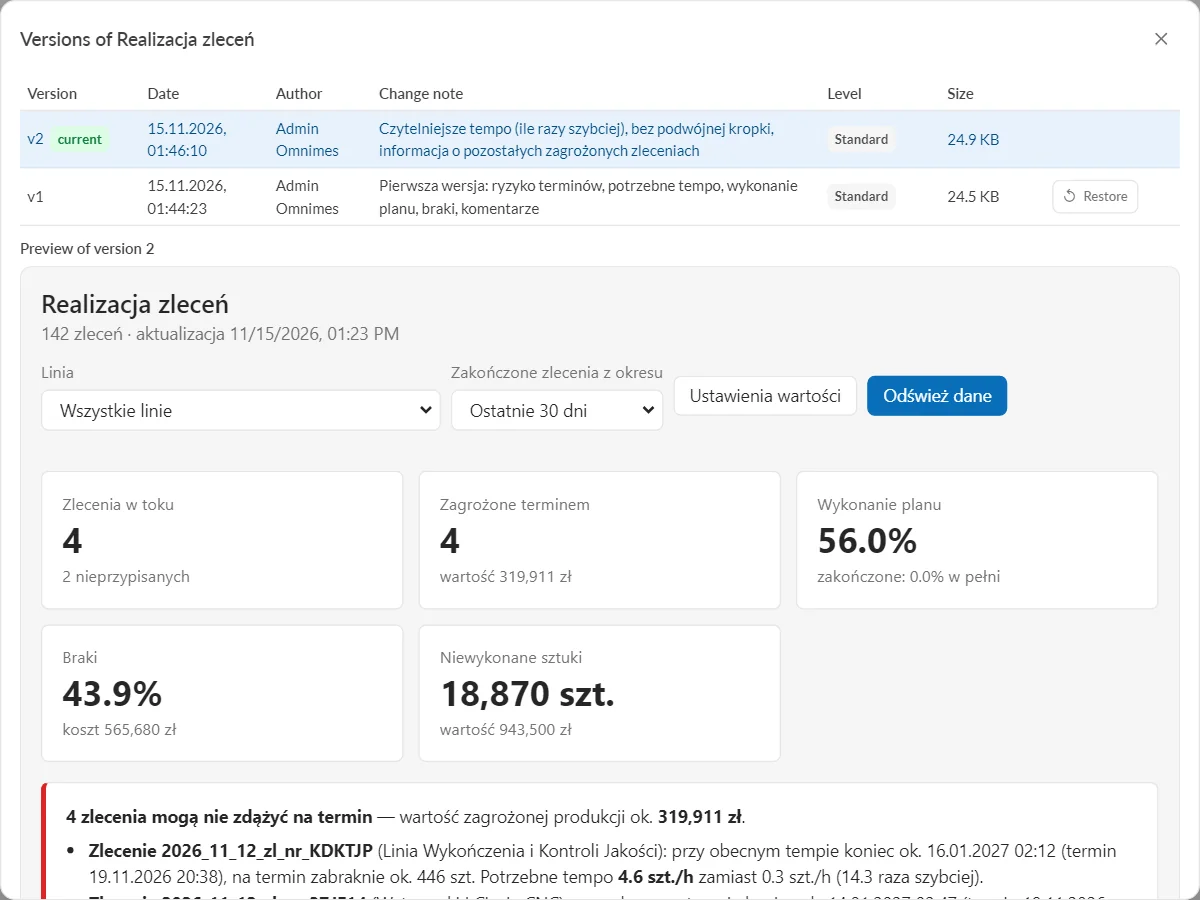 Versions of Realizacja zleceń
Version Date Author Change note Level Size
v2 current 15.11.2026, 01:46:10 Admin Omnimes Czytelniejsze tempo (ile razy szybciej), bez podwójnej kropki, informacja o pozostałych zagrożonych zleceniach Standard 24.9 KB
v1 15.11.2026, 01:44:23 Admin Omnimes Pierwsza wersja: ryzyko terminów, potrzebne tempo, wykonanie planu, braki, komentarze Standard 24.5 KB Restore
Preview of version 2
Realizacja zleceń
142 zleceń · aktualizacja 11/15/2026, 01:23 PM
Linia
Wszystkie linie
Zakończone zlecenia z okresu
Ostatnie 30 dni
Ustawienia wartości
Odśwież dane
Zlecenia w toku
4
2 nieprzypisanych
Zagrożone terminem
4
wartość 319,911 zł
Wykonanie planu
56.0%
zakończone: 0.0% w pełni
Braki
43.9%
koszt 565,680 zł
Niewykonane sztuki
18,870 szt.
wartość 943,500 zł
4 zlecenia mogą nie zdążyć na termin — wartość zagrożonej produkcji ok. 319,911 zł.
• Zlecenie 2026_11_12_zl_nr_KDKTJP (Linia Wykończenia i Kontroli Jakości): przy obecnym tempie koniec ok. 16.01.2027 02:12 (termin
19.11.2026 20:38), na termin zabraknie ok. 446 szt. Potrzebne tempo 4.6 szt./h zamiast 0.3 szt./h (14.3 raza szybciej).